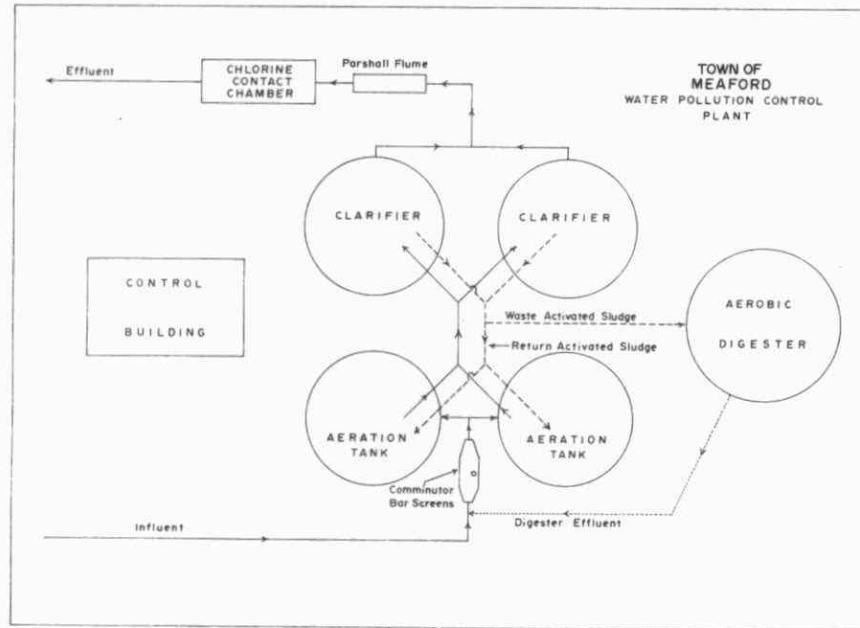 TOWN OF
MEAFORD
WATER POLLUTION CONTROL
PLANT
Effluent
CHLORINE
CONTACT
CHAMBER
Parshall Flume
CLARIFIER
CLARIFIER
CONTROL
BUILDING
AEROBIC
DIGESTER
Waste Activated Sludge
Return Activated Sludge
AERATION
TANK
AERATION
TANK
Comminutor
Bar Screens
Influent
Digester Effluent